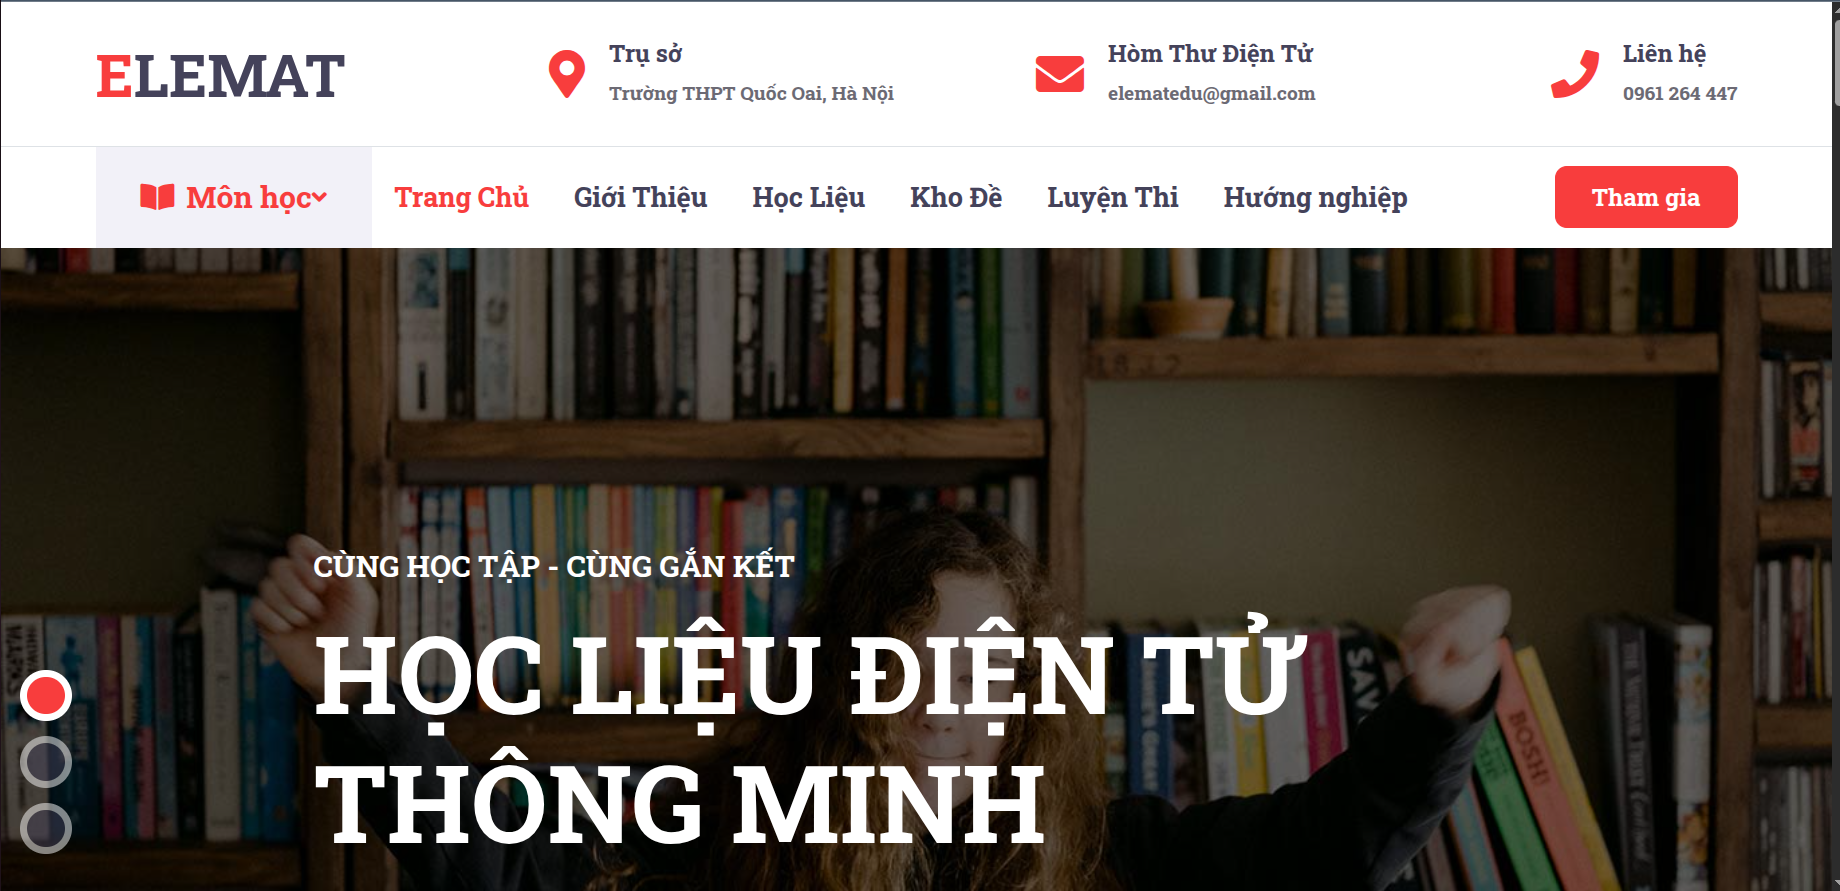 ELEMAT
Trụ sở
Trường THPT Quốc Oai, Hà Nội
Hòm Thư Điện Tử
elematedu@gmail.com
Liên hệ
0961 264 447
Môn học
Trang Chủ
Giới Thiệu
Học Liệu
Kho Đề
Luyện Thi
Hướng nghiệp
Tham gia
CÙNG HỌC TẬP - CÙNG GẮN KẾT
HỌC LIỆU ĐIỆN TỬ
THÔNG MINH
BOSH!